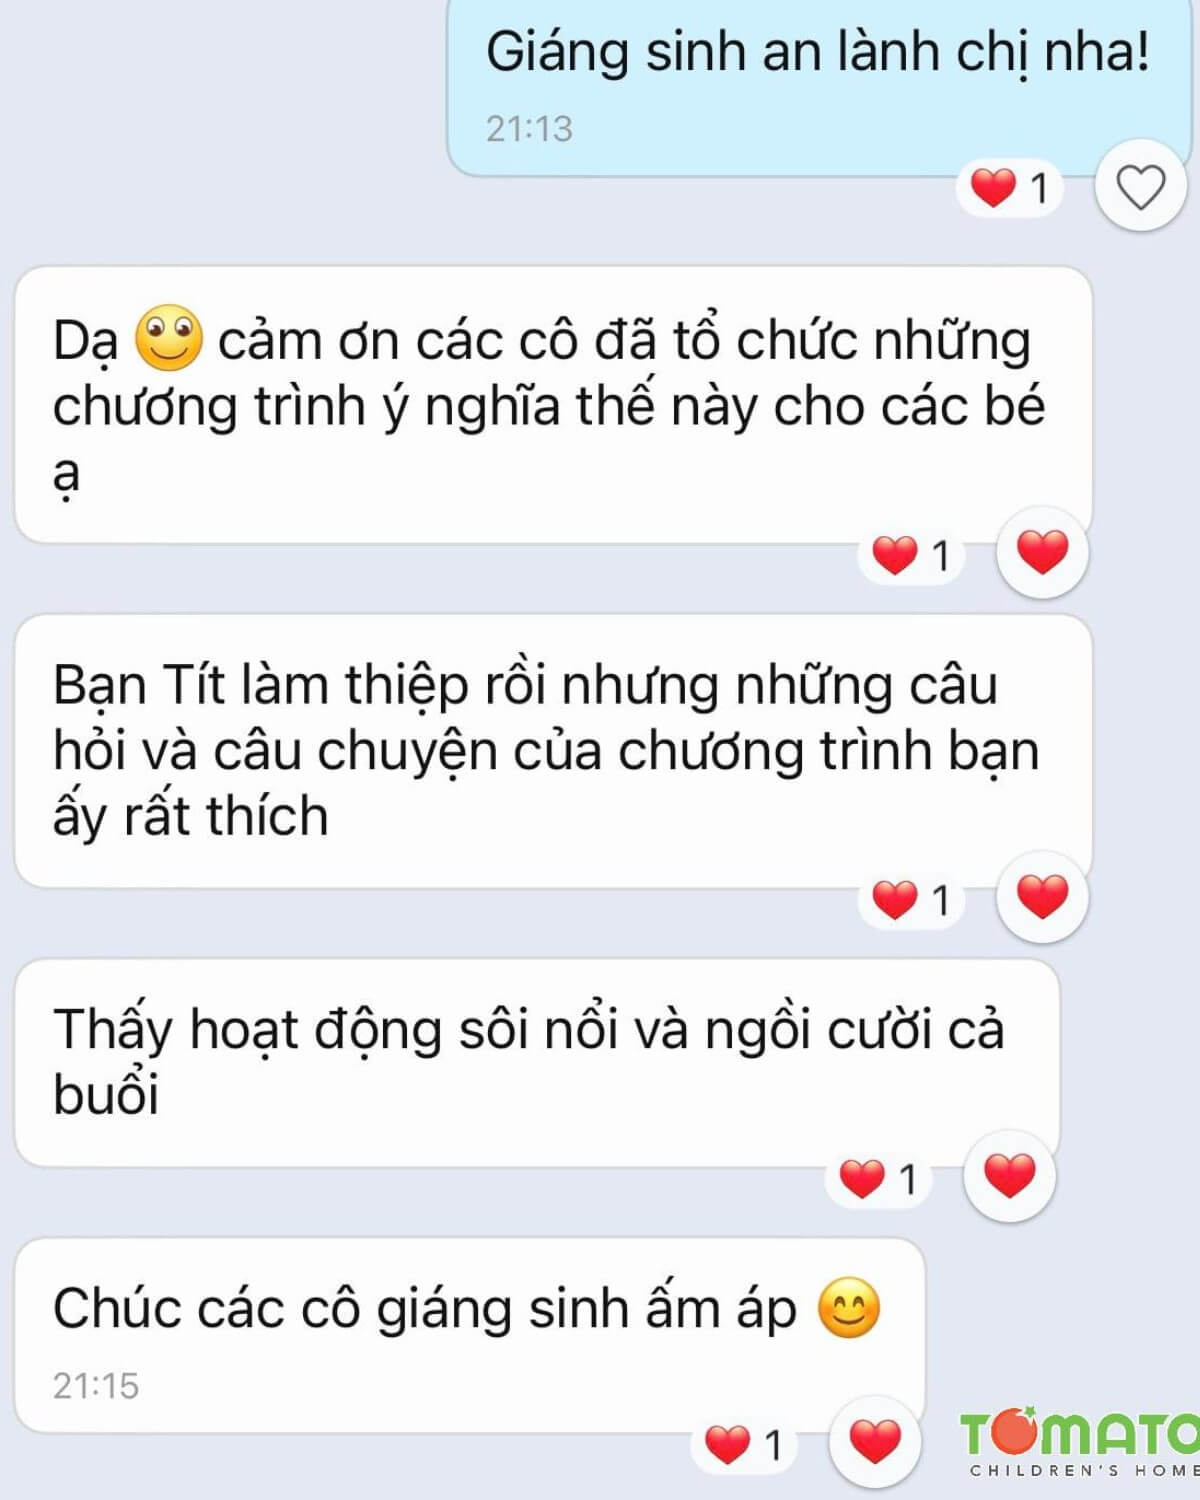 Giáng sinh an lành chị nha!
21:13
1
Dạ 🙂 cảm ơn các cô đã tổ chức những
chương trình ý nghĩa thế này cho các bé
ạ
1
Bạn Tít làm thiệp rồi nhưng những câu
hỏi và câu chuyện của chương trình bạn
ấy rất thích
1
Thấy hoạt động sôi nổi và ngồi cười cả
buổi
1
Chúc các cô giáng sinh ấm áp 😊
21:15
1
TOMATO
CHILDREN'S HOME